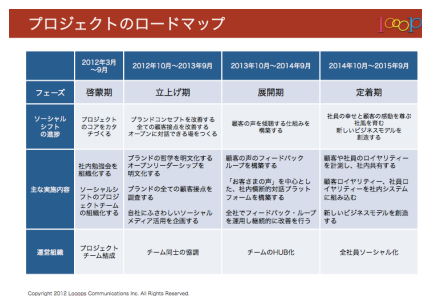 プロジェクトのロードマップ
loop
2012年3月
〜9月
2012年10月〜2013年9月
2013年10月〜2014年9月
2014年10月〜2015年9月
フェーズ
啓蒙期
立上げ期
展開期
定着期
ソーシャル
シフト
の進捗
プロジェクト
のコアをカタ
チづくる
ブランドコンセプトを改善する
全ての顧客接点を改善する
オープンに対話できる場をつくる
顧客の声を傾聴する仕組みを
構築する
社員の幸せと顧客の感動を尊ぶ
社風を育む
新しいビジネスモデルを
創造する
主な実施内容
社内勉強会を
組織化する
ソーシャルシ
フトのプロジ
ェクトチーム
の組織化する
ブランドの哲学を明文化する
オープンリーダーシップを
明文化する
ブランドの全ての顧客接点を
調査する
自社にふさわしいソーシャル
メディア活用を企画する
顧客の声のフィードバック
ループを構築する
「お客さまの声」を中心とし
た、社内横断的対話プラット
フォームを構築する
全社でフィードバック・ループ
を運用し継続的に改善を行う
顧客や社員のロイヤリティー
を計測し、社内共有する
顧客ロイヤリティー、社員ロ
イヤリティーを社内システム
に組み込む
新しいビジネスモデルを創造
する
運営組織
プロジェクト
チーム結成
チーム同士の協調
チームのHUB化
全社員ソーシャル化
Copyright 2012 Looops Communications Inc. All Rights Reserved.